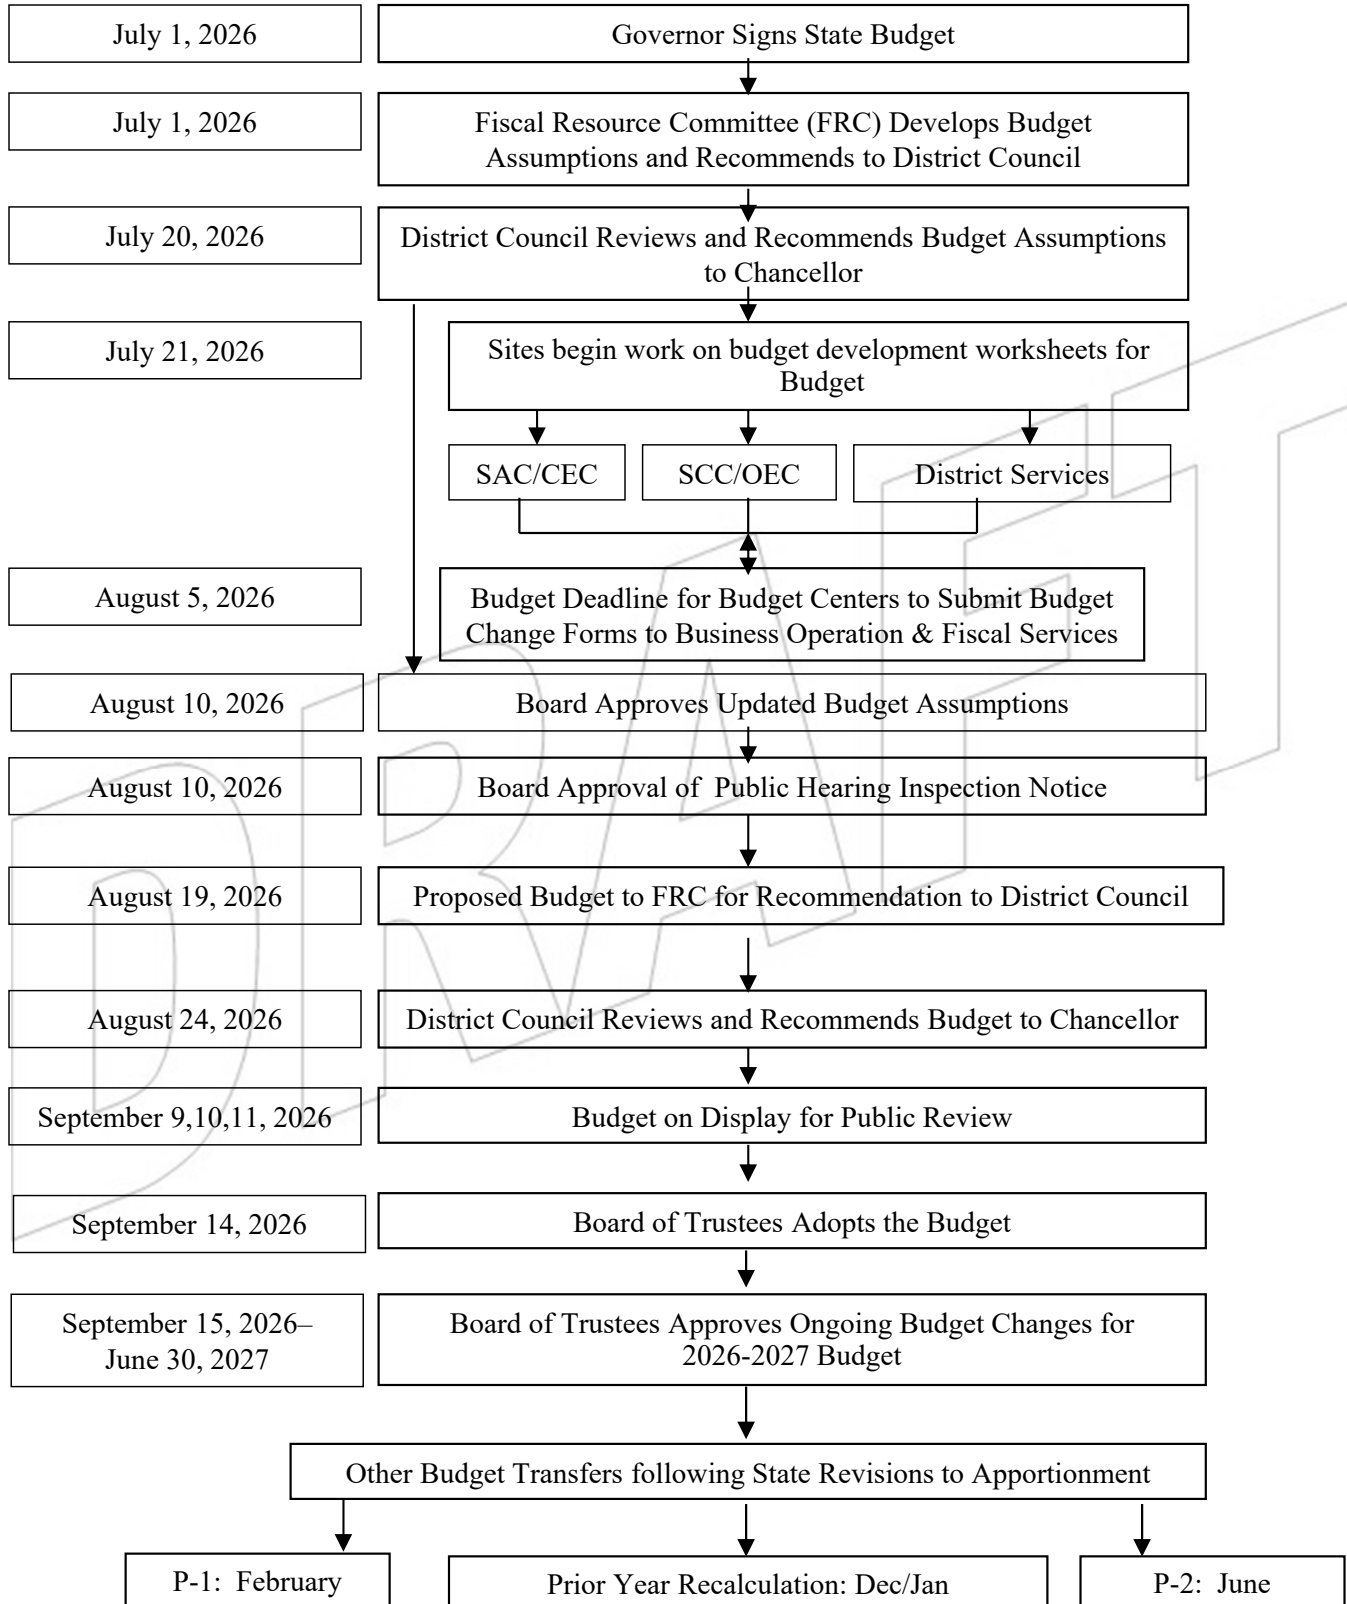 July 1, 2026
Governor Signs State Budget
July 1, 2026
Fiscal Resource Committee (FRC) Develops Budget
Assumptions and Recommends to District Council
July 20, 2026
District Council Reviews and Recommends Budget Assumptions
to Chancellor
July 21, 2026
Sites begin work on budget development worksheets for
Budget
SAC/CEC
SCC/OEC
District Services
August 5, 2026
Budget Deadline for Budget Centers to Submit Budget
Change Forms to Business Operation & Fiscal Services
August 10, 2026
Board Approves Updated Budget Assumptions
August 10, 2026
Board Approval of  Public Hearing Inspection Notice
August 19, 2026
Proposed Budget to FRC for Recommendation to District Council
August 24, 2026
District Council Reviews and Recommends Budget to Chancellor
September 9,10,11, 2026
Budget on Display for Public Review
September 14, 2026
Board of Trustees Adopts the Budget
September 15, 2026–
June 30, 2027
Board of Trustees Approves Ongoing Budget Changes for
2026-2027 Budget
Other Budget Transfers following State Revisions to Apportionment
P-1:  February
Prior Year Recalculation: Dec/Jan
P-2:  June
DRAFT